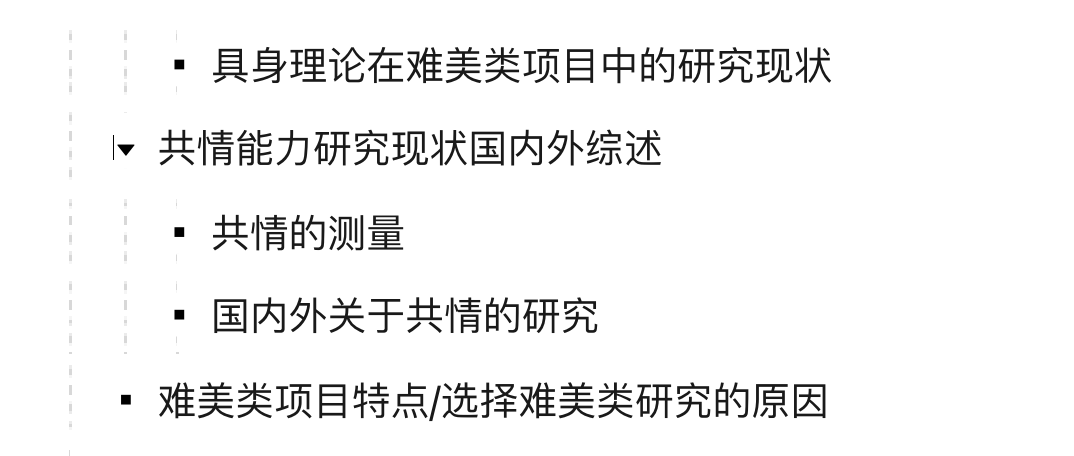 具身理论在难美类项目中的研究现状
共情能力研究现状国内外综述
共情的测量
国内外关于共情的研究
难美类项目特点/选择难美类研究的原因